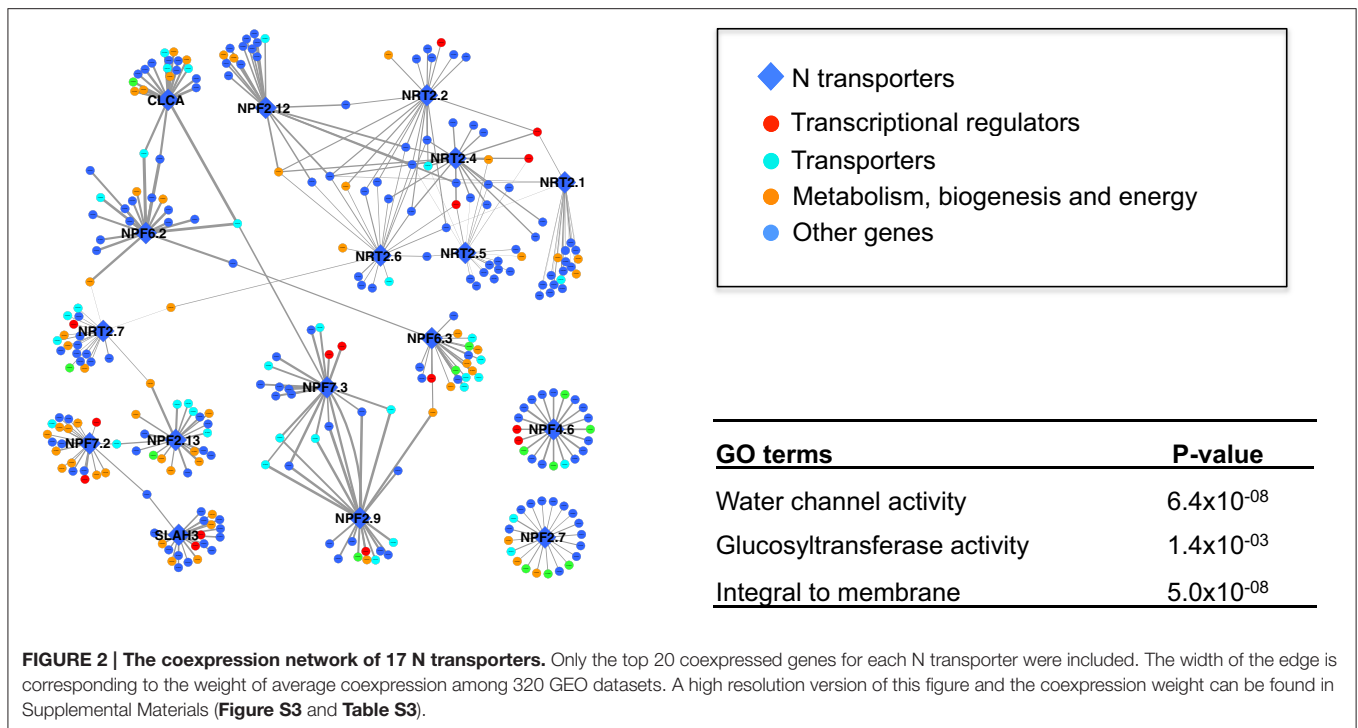 CLCA
NPF2.12
NRT2.2
NRT2.4
NRT2.1
NPF6.2
NRT2.6
NRT2.5
NRT2.7
NPF6.3
NPF7.3
NPF7.2
NPF2.13
NPF4.6
SLAH3
NPF2.9
NPF2.7
N transporters
Transcriptional regulators
Transporters
Metabolism, biogenesis and energy
Other genes
GO terms P-value
Water channel activity 6.4x10-08
Glucosyltransferase activity 1.4x10-03
Integral to membrane 5.0x10-08
FIGURE 2 | The coexpression network of 17 N transporters. Only the top 20 coexpressed genes for each N transporter were included. The width of the edge is
corresponding to the weight of average coexpression among 320 GEO datasets. A high resolution version of this figure and the coexpression weight can be found in
Supplemental Materials (Figure S3 and Table S3).